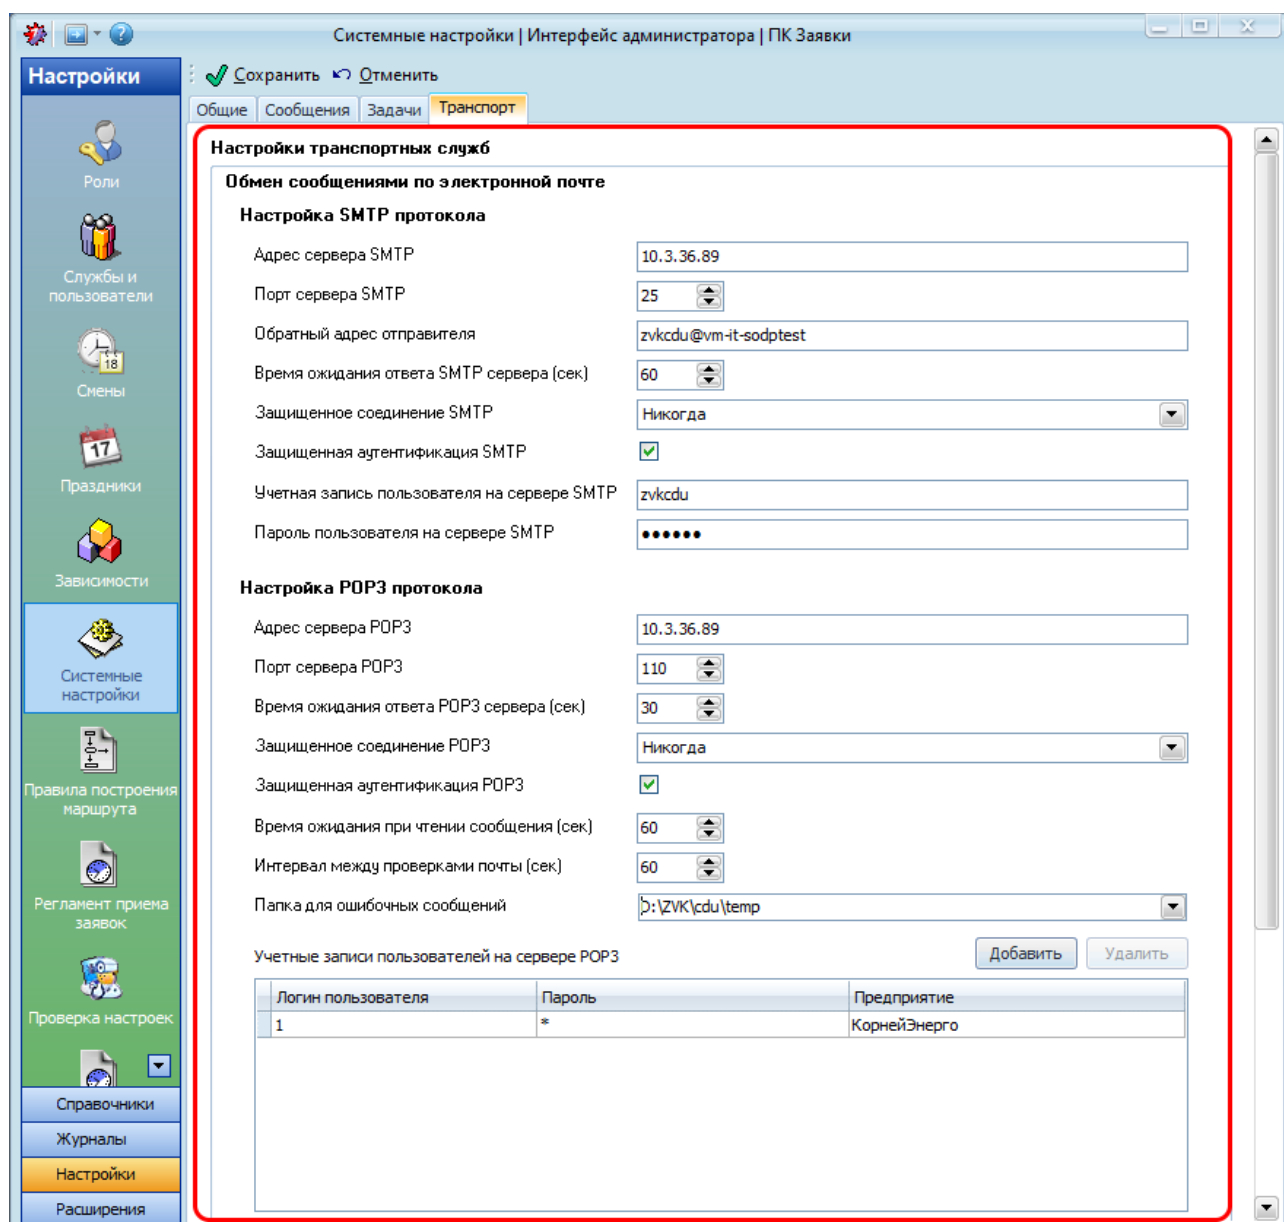 Системные настройки | Интерфейс администратора | ПК Заявки
Настройки
Сохранить
Отменить
Общие
Сообщения
Задачи
Транспорт
Роли
Службы и
пользователи
18
Смены
17
Праздники
Зависимости
Системные
настройки
Правила построения
маршрута
Регламент приема
заявок
Проверка настроек
Справочники
Журналы
Настройки
Расширения
Настройки транспортных служб
Обмен сообщениями по электронной почте
Настройка SMTP протокола
Адрес сервера SMTP
10.3.36.89
Порт сервера SMTP
25
Обратный адрес отправителя
zvkcdu@vm-it-sodptest
Время ожидания ответа SMTP сервера (сек)
60
Защищенное соединение SMTP
Никогда
Защищенная аутентификация SMTP
Учетная запись пользователя на сервере SMTP
zvkcdu
Пароль пользователя на сервере SMTP
●●●●●●
Настройка POP3 протокола
Адрес сервера POP3
10.3.36.89
Порт сервера POP3
110
Время ожидания ответа POP3 сервера (сек)
30
Защищенное соединение POP3
Никогда
Защищенная аутентификация POP3
Время ожидания при чтении сообщения (сек)
60
Интервал между проверками почты (сек)
60
Папка для ошибочных сообщений
D:\ZVK\cdu\temp
Учетные записи пользователей на сервере POP3
Добавить
Удалить
Логин пользователя
Пароль
Предприятие
1
*
КорнейЭнерго